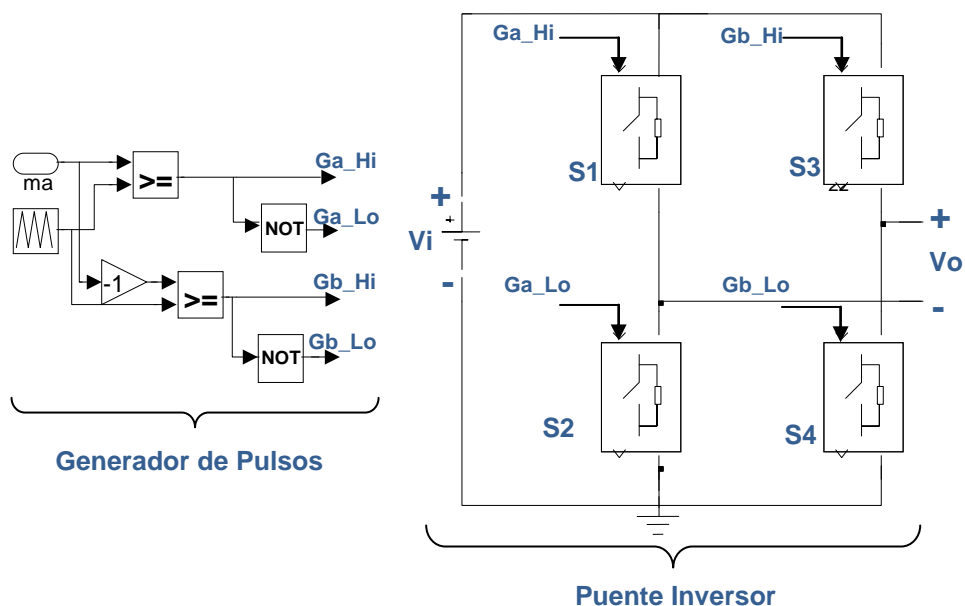 ma
>=
Ga_Hi
NOT
Ga_Lo
-1
>=
Gb_Hi
NOT
Gb_Lo
Generador de Pulsos
Ga_Hi
Gb_Hi
S1
S3
+
+
Vi
-
+
Vo
-
Ga_Lo
Gb_Lo
S2
S4
Puente Inversor